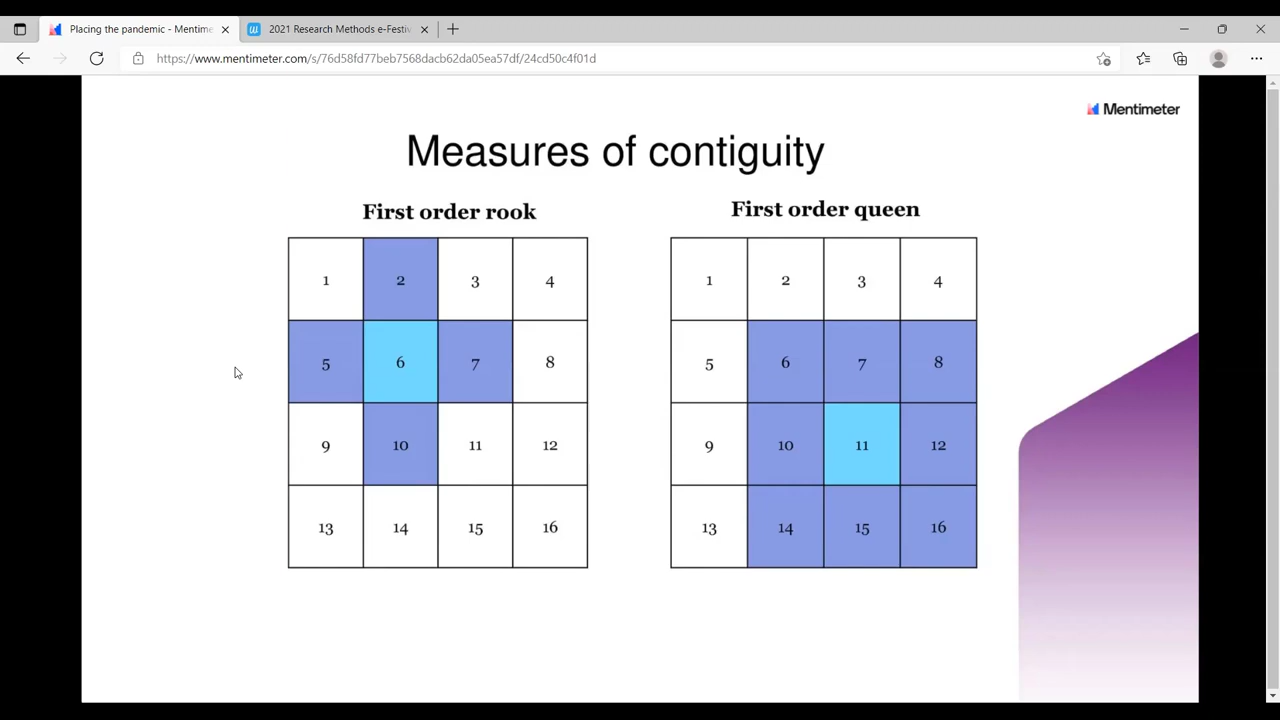 Placing the pandemic - Mentime
2021 Research Methods e-Festiv
https://www.mentimeter.com/s/76d58fd77beb7568dacb62da05ea57df/24cd50c4f01d
Mentimeter
Measures of contiguity
First order rook
1 2 3 4
5 6 7 8
9 10 11 12
13 14 15 16
First order queen
1 2 3 4
5 6 7 8
9 10 11 12
13 14 15 16